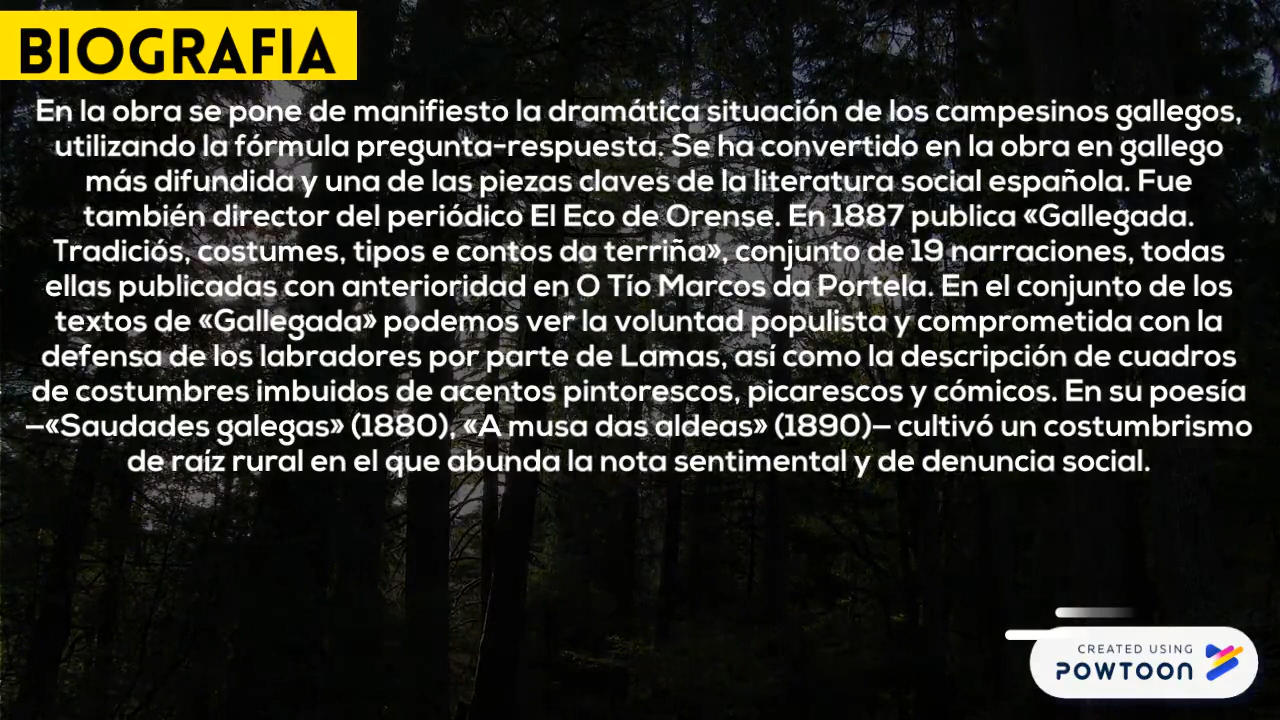 BIOGRAFIA
En la obra se pone de manifiesto la dramática situación de los campesinos gallegos,
utilizando la fórmula pregunta-respuesta. Se ha convertido en la obra en gallego
más difundida y una de las piezas claves de la literatura social española. Fue
también director del periódico El Eco de Orense. En 1887 publica «Gallegada.
Tradiciós, costumes, tipos e contos da terriña», conjunto de 19 narraciones, todas
ellas publicadas con anterioridad en O Tío Marcos da Portela. En el conjunto de los
textos de «Gallegada» podemos ver la voluntad populista y comprometida con la
defensa de los labradores por parte de Lamas, así como la descripción de cuadros
de costumbres imbuidos de acentos pintorescos, picarescos y cómicos. En su poesía
—«Saudades galegas» (1880), «A musa das aldeas» (1890)— cultivó un costumbrismo
de raíz rural en el que abunda la nota sentimental y de denuncia social.
CREATED USING
POWTOON